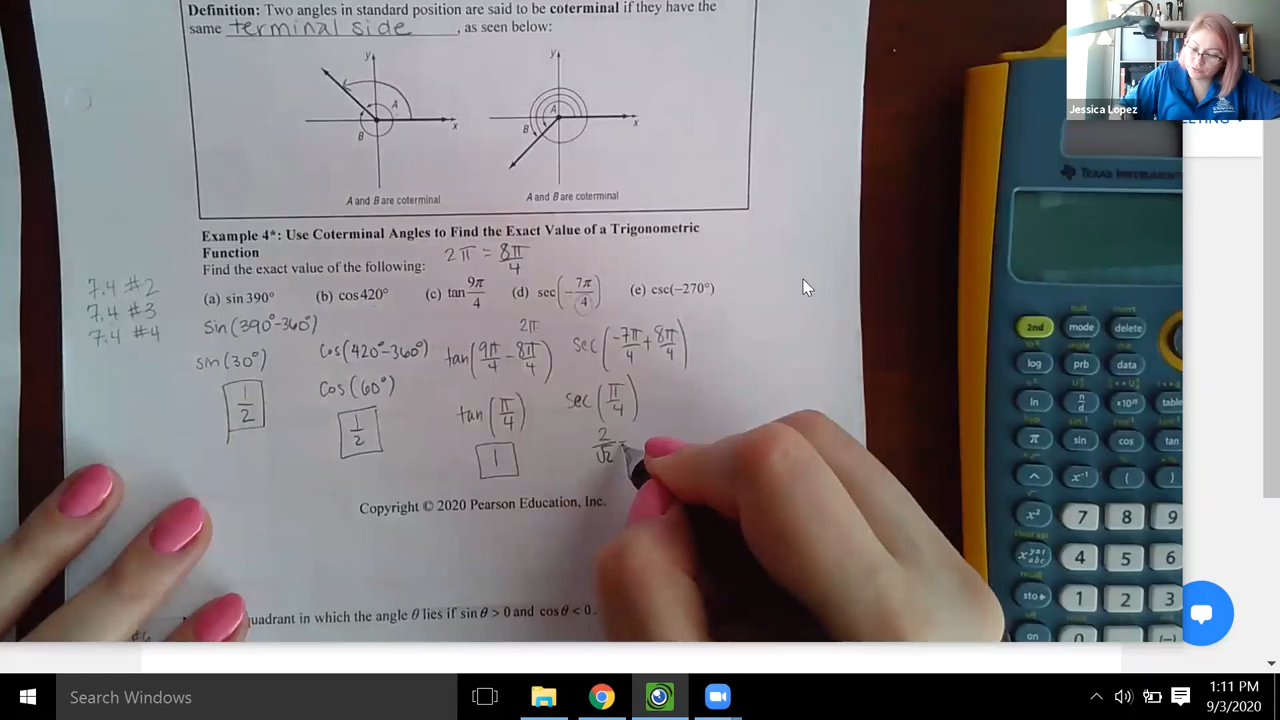 Definition: Two angles in standard position are said to be coterminal if they have the
same terminal side, as seen below:
y
A
B
x
y
A
B
x
A and B are coterminal
A and B are coterminal
Example 4*: Use Coterminal Angles to Find the Exact Value of a Trigonometric
Function
2π = 8π/4
Find the exact value of the following:
(a) sin 390° (b) cos 420° (c) tan 9π/4 (d) sec(-7π/4) (e) csc(-270°)
7.4 #2
7.4 #3
7.4 #4
sin(390°-360°)
sin(30°)
1/2
cos(420°-360°)
cos(60°)
1/2
2π
tan(9π/4 - 8π/4)
tan(π/4)
1
sec(-7π/4 + 8π/4)
sec(π/4)
2/√2 =
Copyright © 2020 Pearson Education, Inc.
quadrant in which the angle θ lies if sin θ > 0 and cos θ < 0.
Jessica Lopez
TEXAS INSTRUMENTS
quit insert
2nd mode delete
angle
log prb data
ln n/d ×10ⁿ table
π sin cos tan
^ x⁻¹ ( )
x² 7 8 9
clear var
xyzt abc 4 5 6
sto▸ 1 2 3
on 0 (−)
Search Windows
1:11 PM
9/3/2020